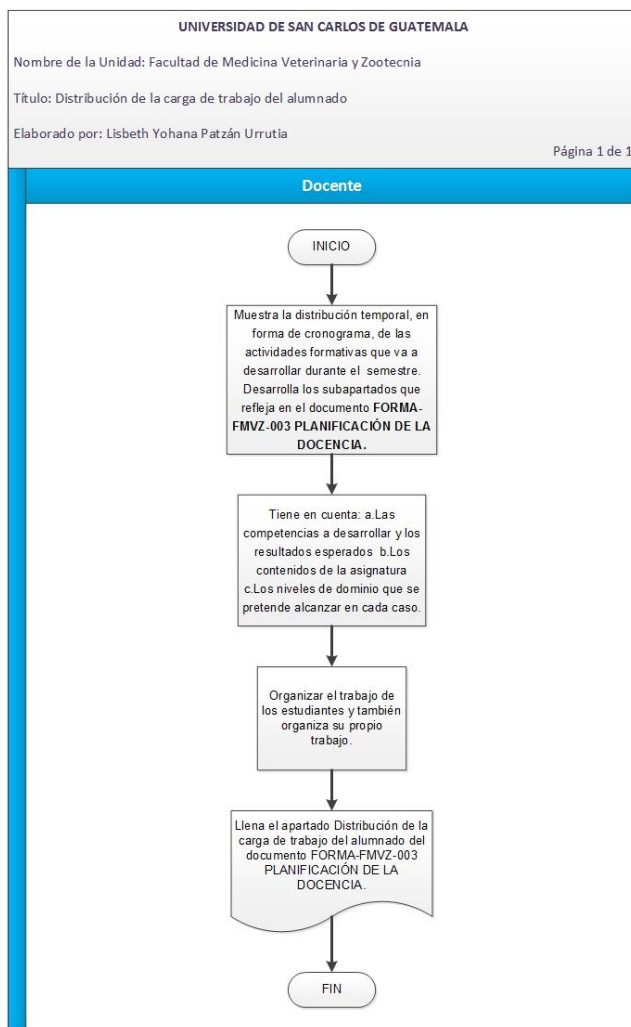 UNIVERSIDAD DE SAN CARLOS DE GUATEMALA
Nombre de la Unidad: Facultad de Medicina Veterinaria y Zootecnia
Título: Distribución de la carga de trabajo del alumnado
Elaborado por: Lisbeth Yohana Patzán Urrutia
Página 1 de 1
Docente
INICIO
Muestra la distribución temporal, en
forma de cronograma, de las
actividades formativas que va a
desarrollar durante el semestre.
Desarrolla los subapartados que
refleja en el documento FORMA-
FMVZ-003 PLANIFICACIÓN DE LA
DOCENCIA.
Tiene en cuenta: a.Las
competencias a desarrollar y los
resultados esperados b.Los
contenidos de la asignatura
c.Los niveles de dominio que se
pretende alcanzar en cada caso.
Organizar el trabajo de
los estudiantes y también
organiza su propio
trabajo.
Llena el apartado Distribución de la
carga de trabajo del alumnado del
documento FORMA-FMVZ-003
PLANIFICACIÓN DE LA
DOCENCIA.
FIN